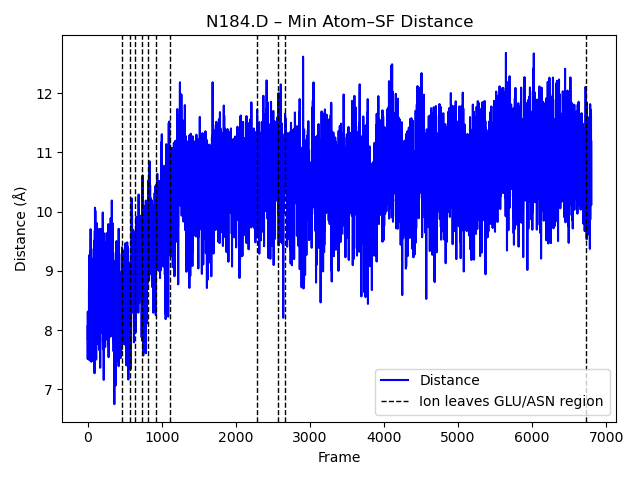 N184.D – Min Atom–SF Distance
Distance (Å)
12
11
10
9
8
7
0 1000 2000 3000 4000 5000 6000 7000
Frame
Distance
Ion leaves GLU/ASN region